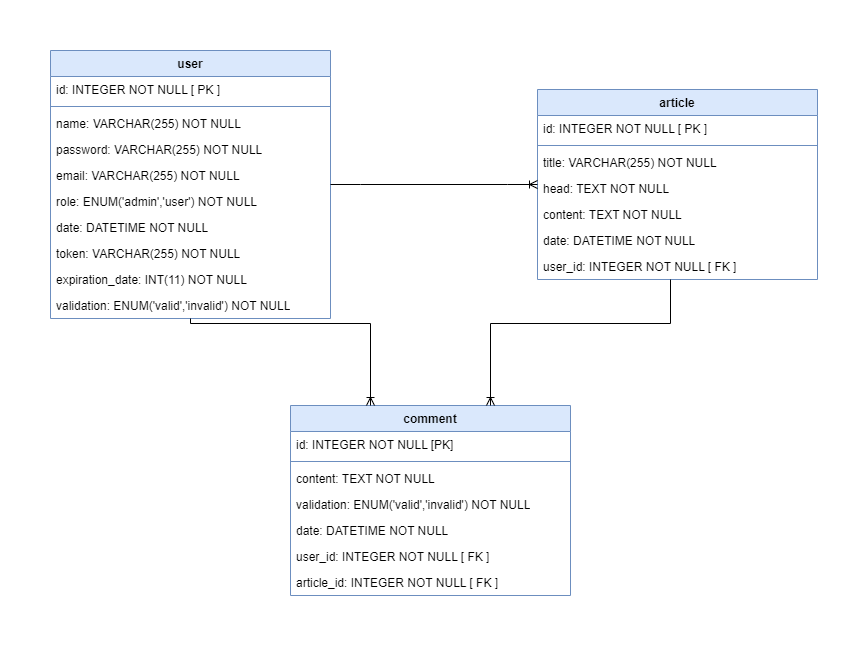 user
id: INTEGER NOT NULL [ PK ]
name: VARCHAR(255) NOT NULL
password: VARCHAR(255) NOT NULL
email: VARCHAR(255) NOT NULL
role: ENUM('admin','user') NOT NULL
date: DATETIME NOT NULL
token: VARCHAR(255) NOT NULL
expiration_date: INT(11) NOT NULL
validation: ENUM('valid','invalid') NOT NULL
article
id: INTEGER NOT NULL [ PK ]
title: VARCHAR(255) NOT NULL
head: TEXT NOT NULL
content: TEXT NOT NULL
date: DATETIME NOT NULL
user_id: INTEGER NOT NULL [ FK ]
comment
id: INTEGER NOT NULL [PK]
content: TEXT NOT NULL
validation: ENUM('valid','invalid') NOT NULL
date: DATETIME NOT NULL
user_id: INTEGER NOT NULL [ FK ]
article_id: INTEGER NOT NULL [ FK ]